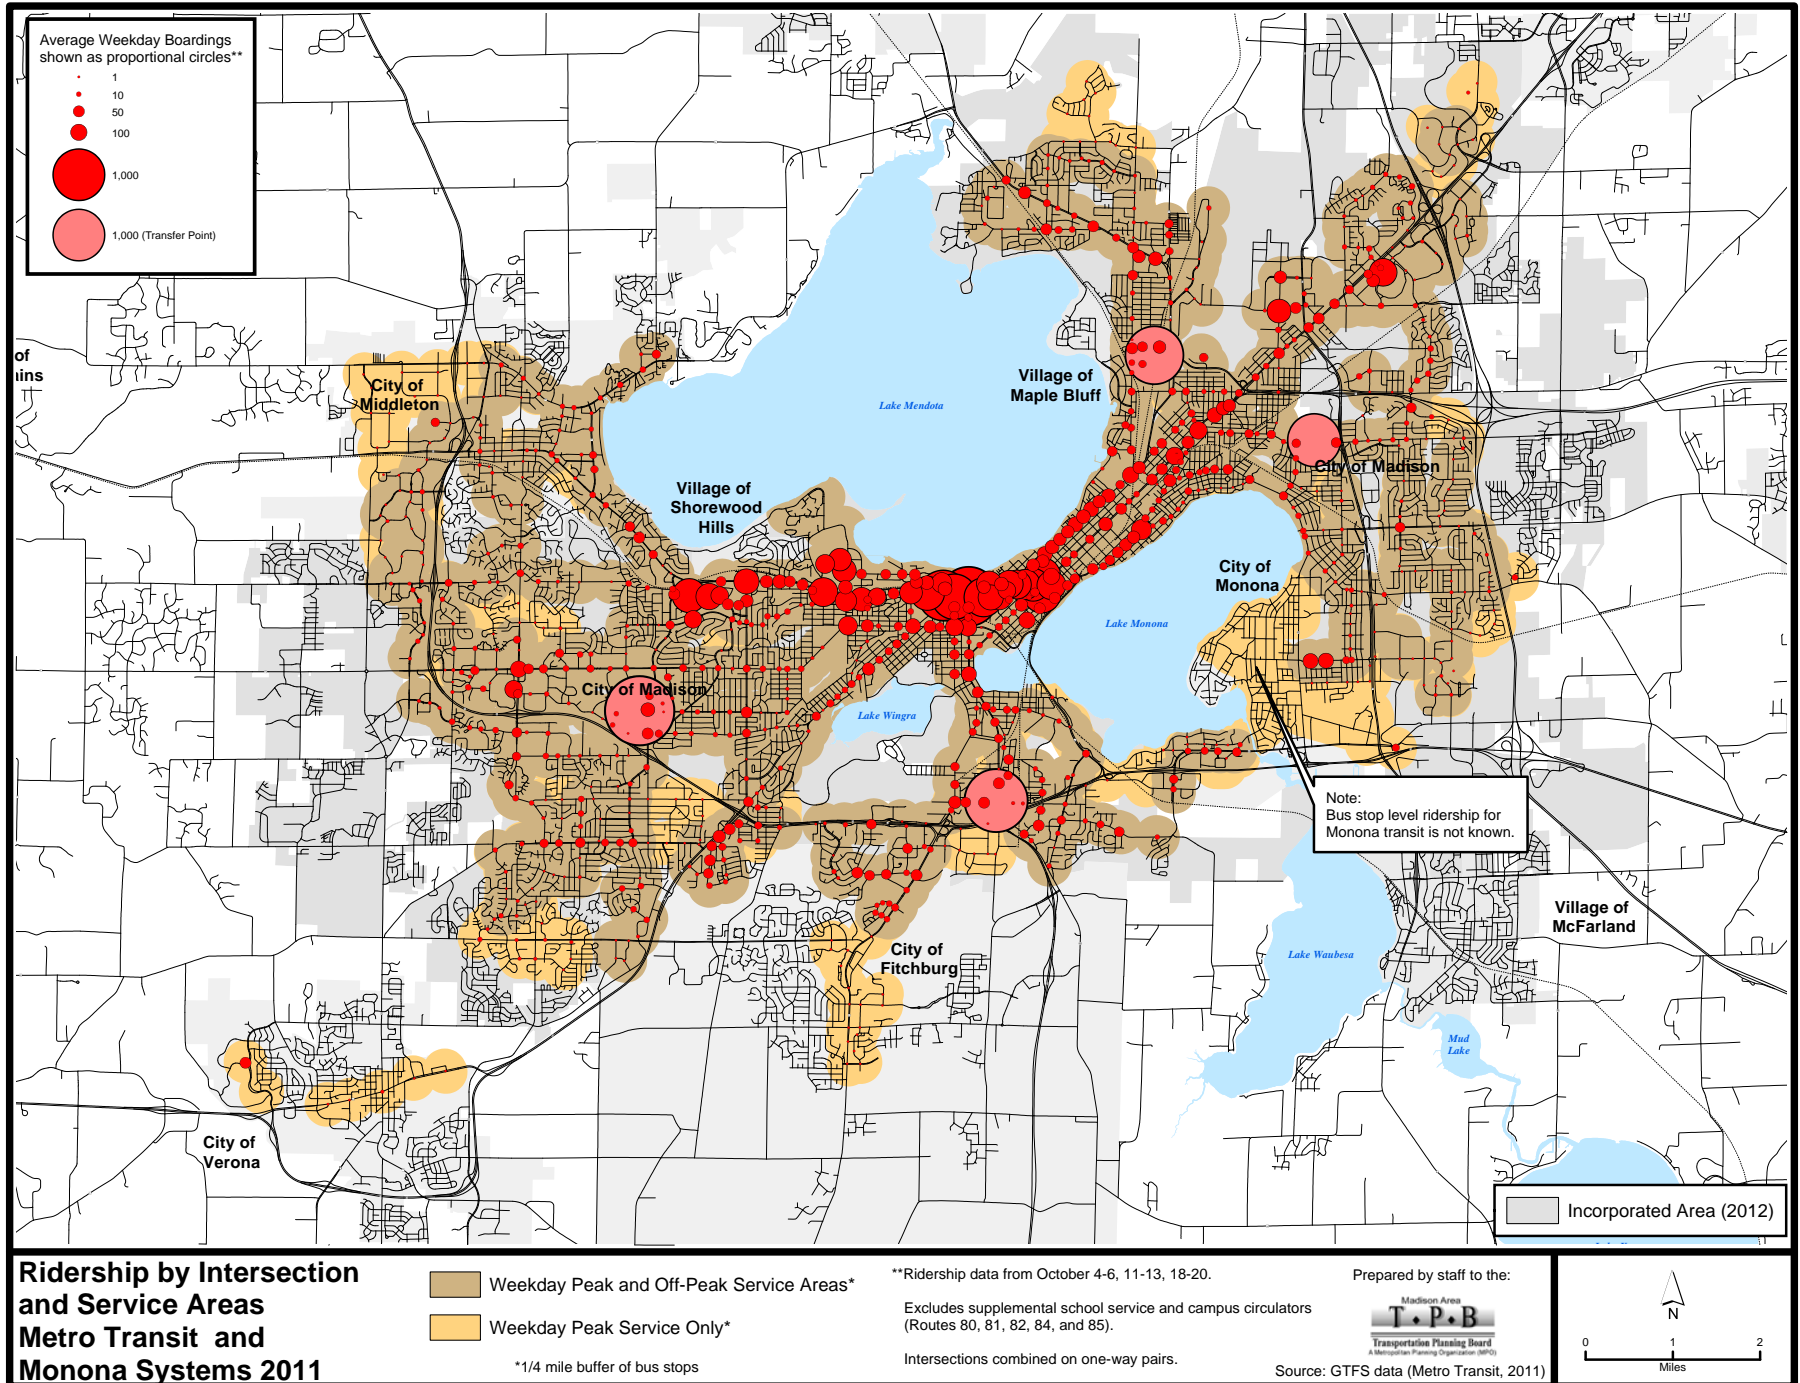 Average Weekday Boardings
shown as proportional circles**
1
10
50
100
1,000
1,000 (Transfer Point)
of
ains
City of
Middleton
Lake Mendota
Village of
Maple Bluff
City of Madison
Village of
Shorewood
Hills
City of
Monona
Lake Monona
City of Madison
Lake Wingra
Note:
Bus stop level ridership for
Monona transit is not known.
Village of
McFarland
City of
Fitchburg
Lake Waubesa
Mud
Lake
City of
Verona
Incorporated Area (2012)
Ridership by Intersection
and Service Areas
Metro Transit and
Monona Systems 2011
Weekday Peak and Off-Peak Service Areas*
Weekday Peak Service Only*
*1/4 mile buffer of bus stops
**Ridership data from October 4-6, 11-13, 18-20.
Excludes supplemental school service and campus circulators
(Routes 80, 81, 82, 84, and 85).
Intersections combined on one-way pairs.
Prepared by staff to the:
Madison Area
T•P•B
Transportation Planning Board
A Metropolitan Planning Organization (MPO)
Source: GTFS data (Metro Transit, 2011)
N
0 1 2
Miles